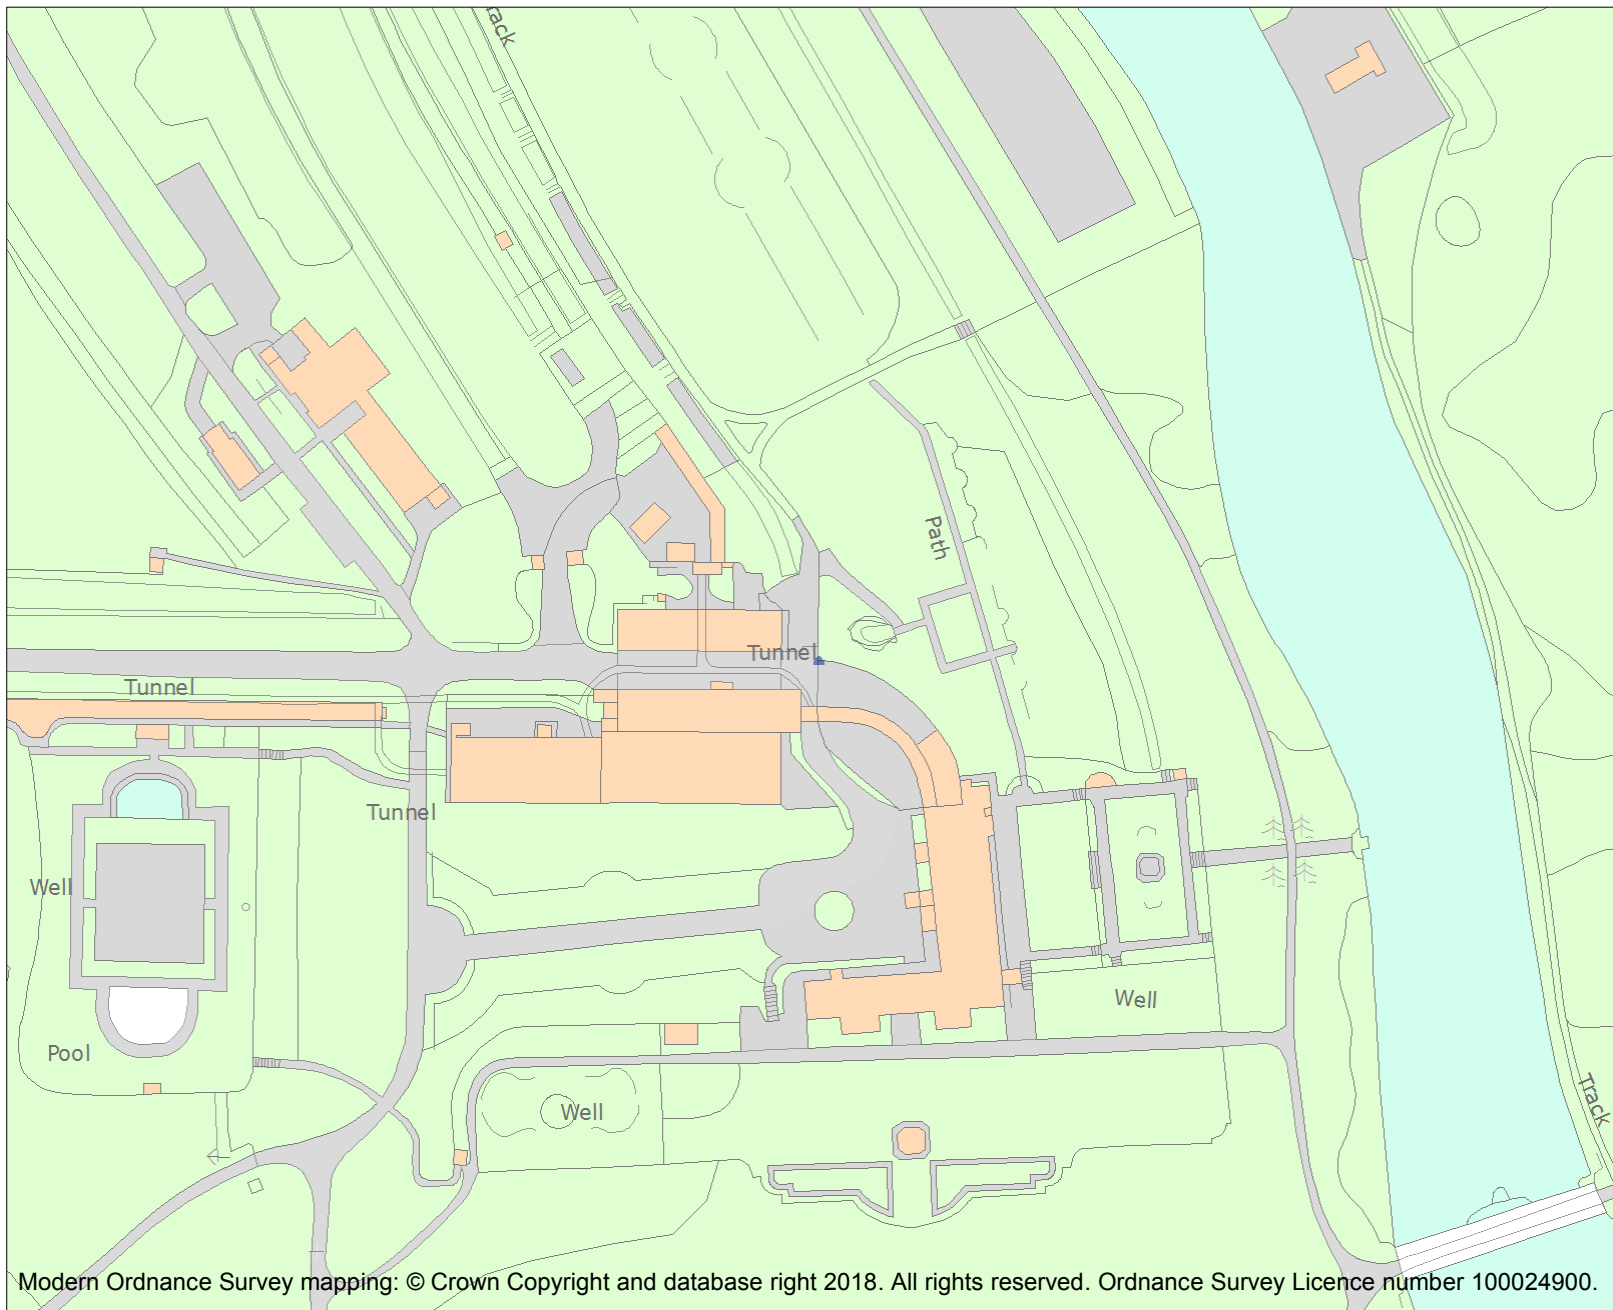 rack
Path
Tunnel
Tunnel
Tunnel
Well
Well
Pool
Track
Well
Modern Ordnance Survey mapping: © Crown Copyright and database right 2018. All rights reserved. Ordnance Survey Licence number 100024900.